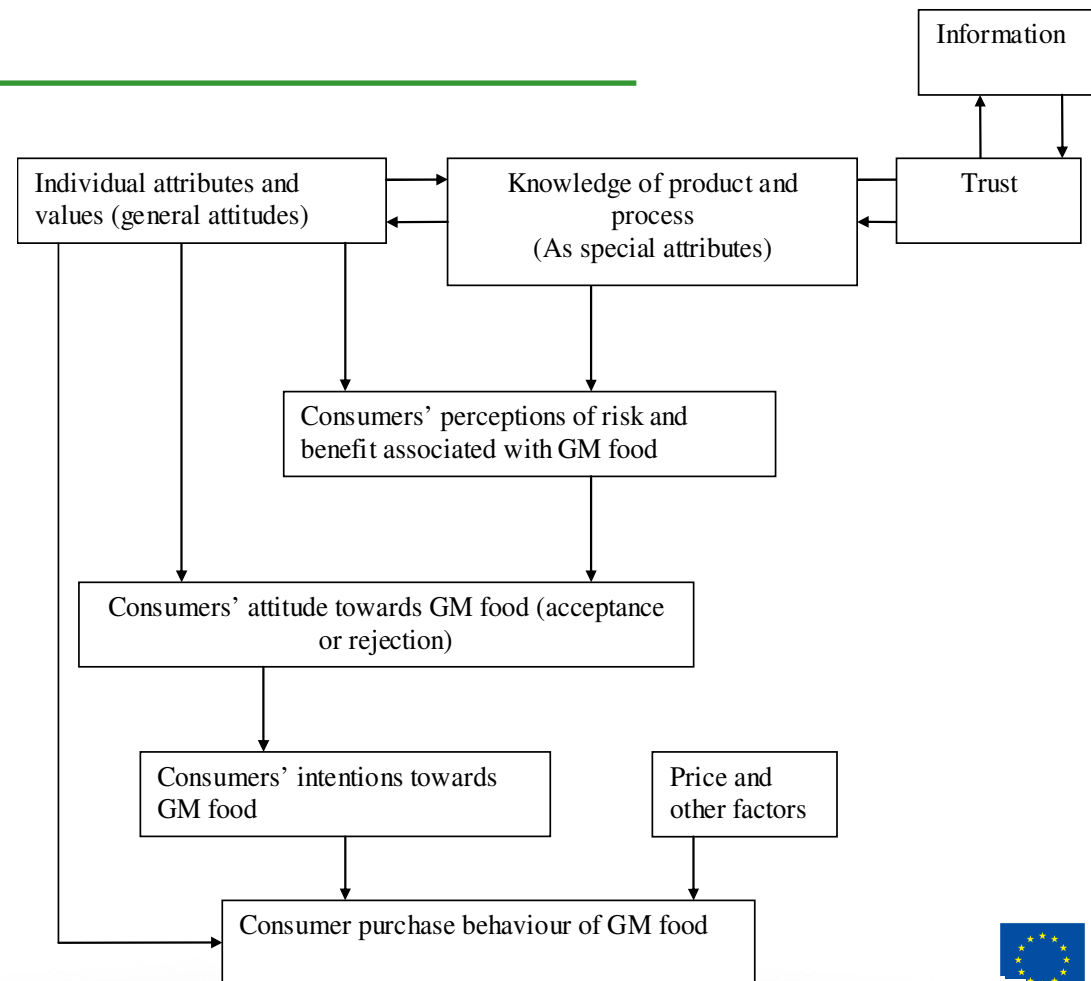 Information
Individual attributes and
values (general attitudes)
Knowledge of product and
process
(As special attributes)
Trust
Consumers’ perceptions of risk and
benefit associated with GM food
Consumers’ attitude towards GM food (acceptance
or rejection)
Consumers’ intentions towards
GM food
Price and
other factors
Consumer purchase behaviour of GM food